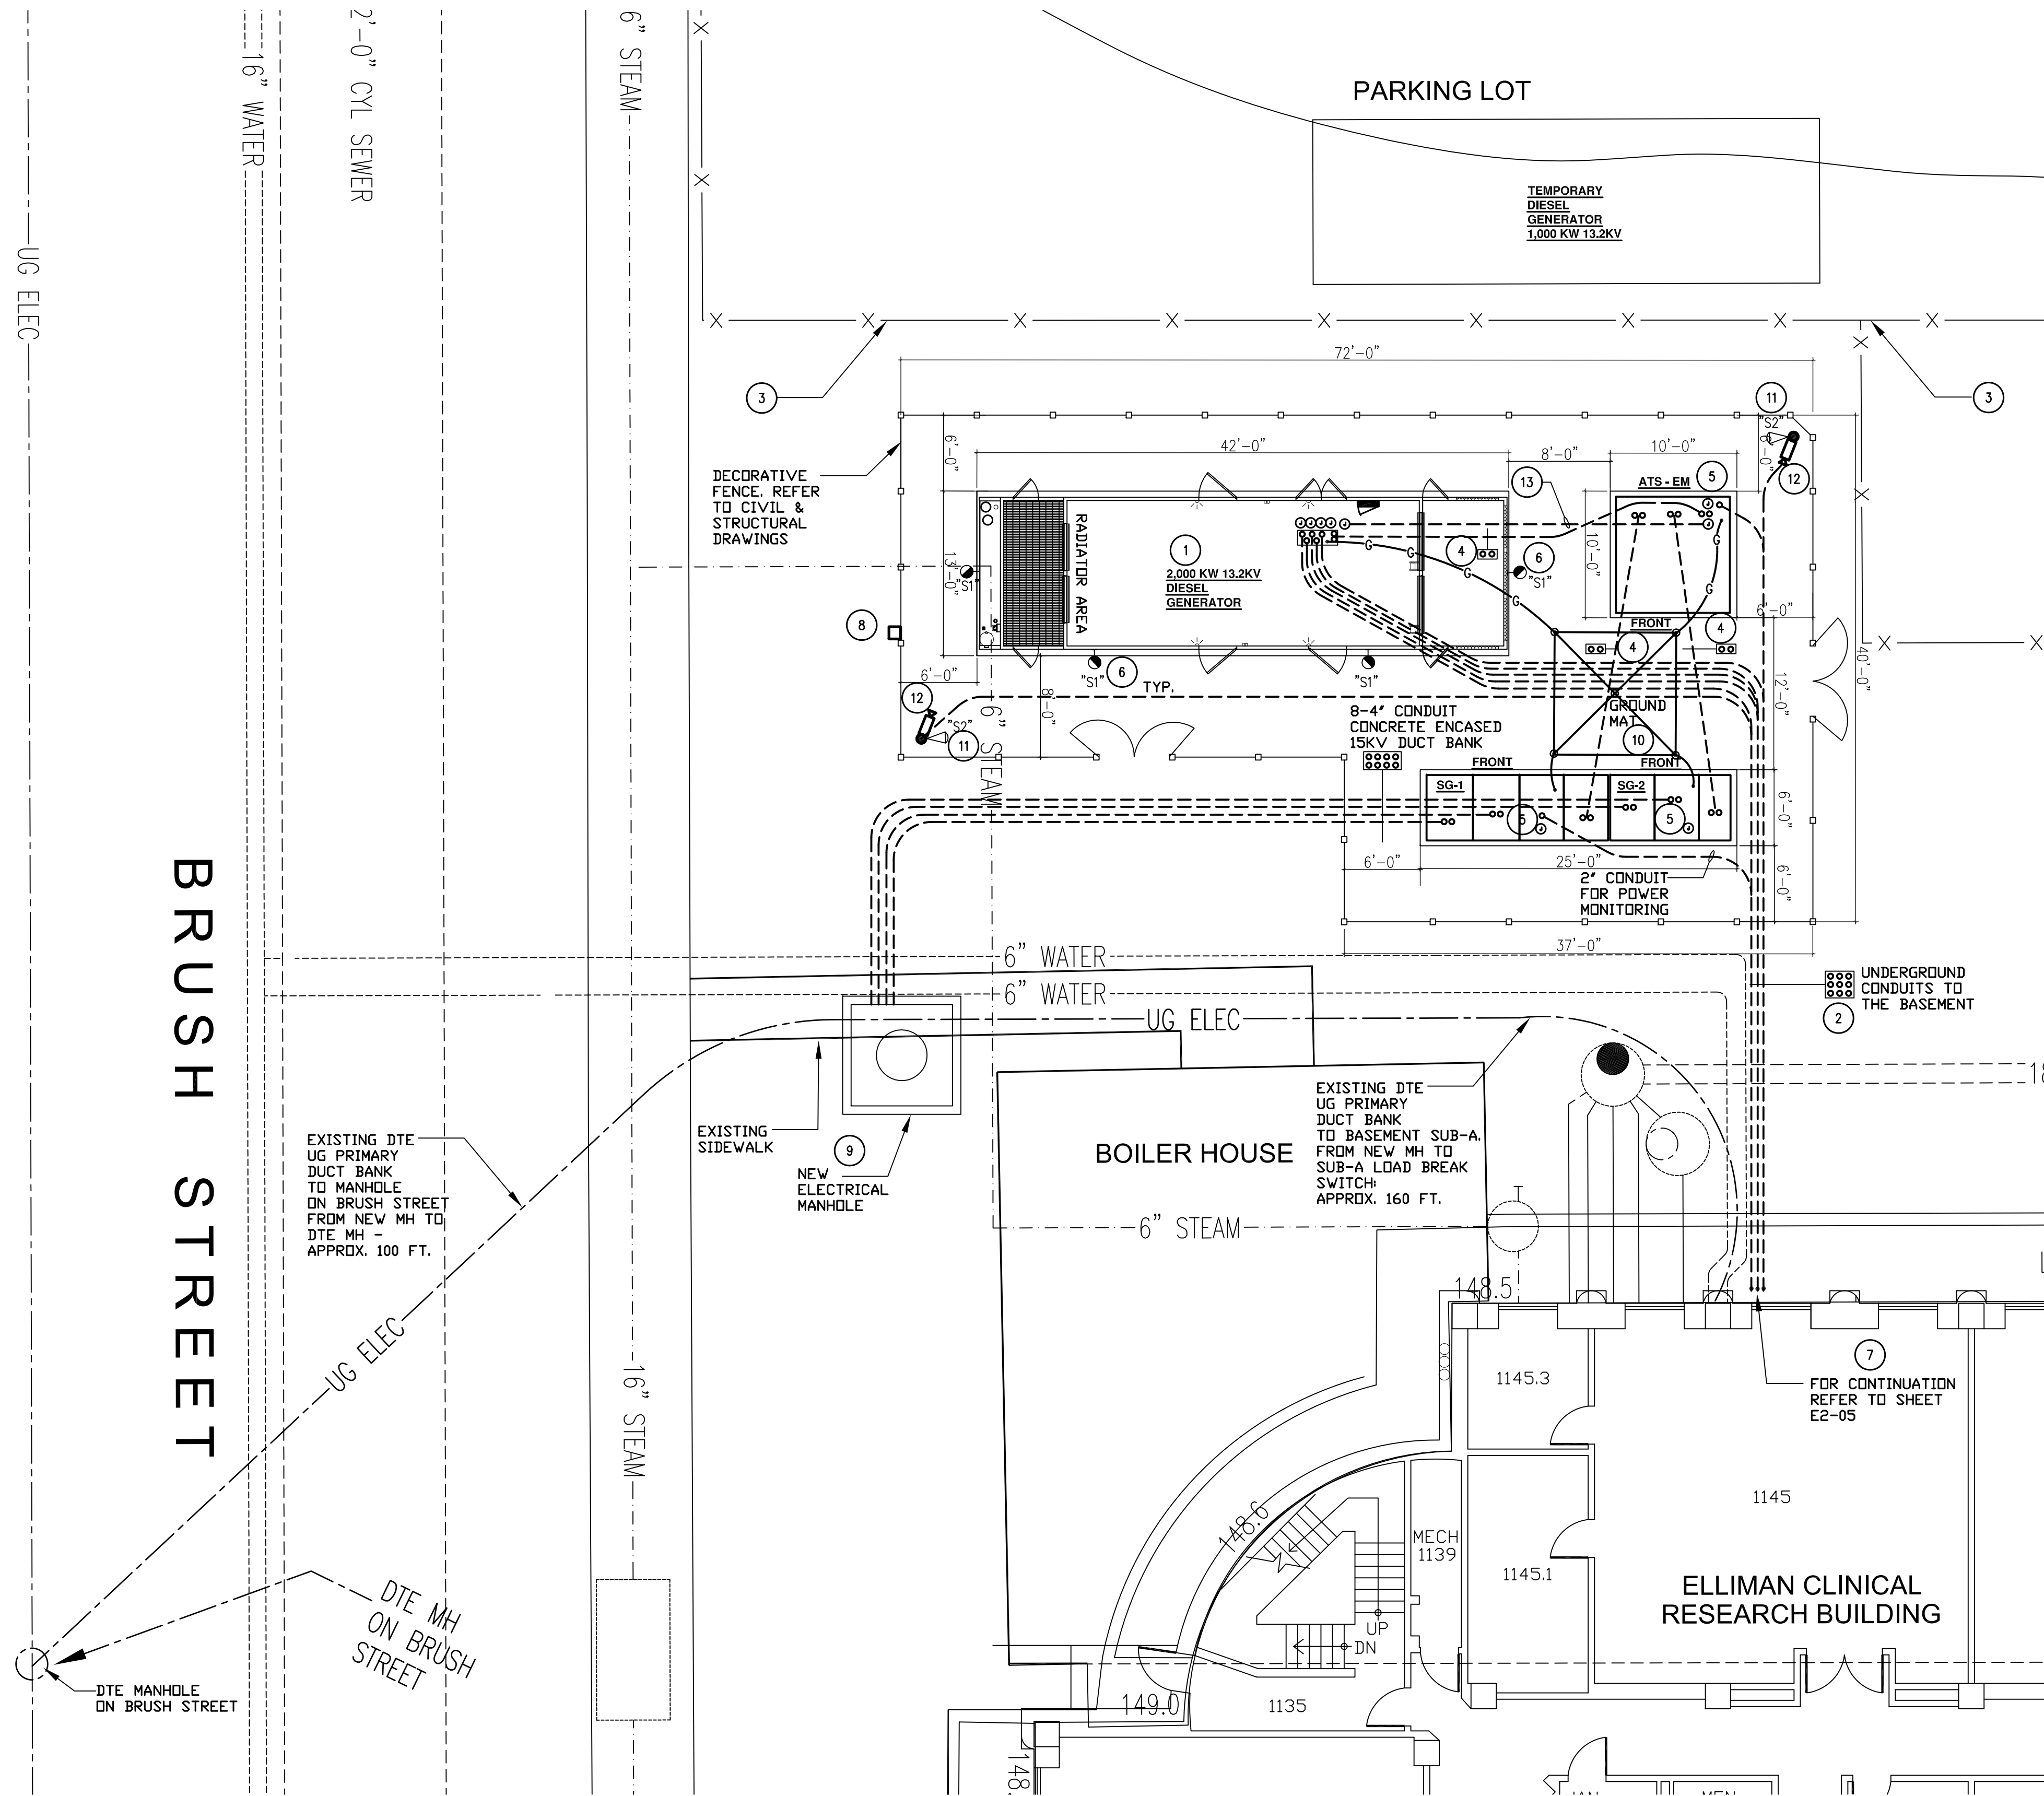 UG ELEC
16" WATER
2'-0" CYL SEWER
6" STEAM
PARKING LOT
TEMPORARY
DIESEL
GENERATOR
1,000 KW 13.2KV
X
X
X X X X X X X X X
X
X
X X
3
3
72'-0"
DECORATIVE
FENCE. REFER
TO CIVIL &
STRUCTURAL
DRAWINGS
6'-0"
42'-0"
8'-0"
10'-0"
6'-0"
11
"S2"
12
13
ATS - EM
5
RADIATOR AREA
1
2,000 KW 13.2KV
DIESEL
GENERATOR
13'-0"
"S1"
G
G
G
G
G
G
4
6
"S1"
10'-0"
6'-0"
8
FRONT
4
4
40'-0"
6'-0"
"S1"
6
TYP.
"S1"
8'-0"
12'-0"
12
"S2"
11
6" STEAM
8-4" CONDUIT
CONCRETE ENCASED
15KV DUCT BANK
GROUND
MAT
10
FRONT
FRONT
SG-1
SG-2
5
5
6'-0"
6'-0"
25'-0"
6'-0"
2" CONDUIT
FOR POWER
MONITORING
37'-0"
6" WATER
6" WATER
UG ELEC
UNDERGROUND
CONDUITS TO
THE BASEMENT
2
BRUSH STREET
EXISTING
SIDEWALK
9
NEW
ELECTRICAL
MANHOLE
BOILER HOUSE
EXISTING DTE
UG PRIMARY
DUCT BANK
TO BASEMENT SUB-A.
FROM NEW MH TO
SUB-A LOAD BREAK
SWITCH:
APPROX. 160 FT.
EXISTING DTE
UG PRIMARY
DUCT BANK
TO MANHOLE
ON BRUSH STREET
FROM NEW MH TO
DTE MH -
APPROX. 100 FT.
6" STEAM
T
148.5
UG ELEC
16" STEAM
7
FOR CONTINUATION
REFER TO SHEET
E2-05
1145.3
1145
148.6
MECH
1139
1145.1
ELLIMAN CLINICAL
RESEARCH BUILDING
UP
DN
DTE MH
ON BRUSH
STREET
DTE MANHOLE
ON BRUSH STREET
149.0
1135
148.